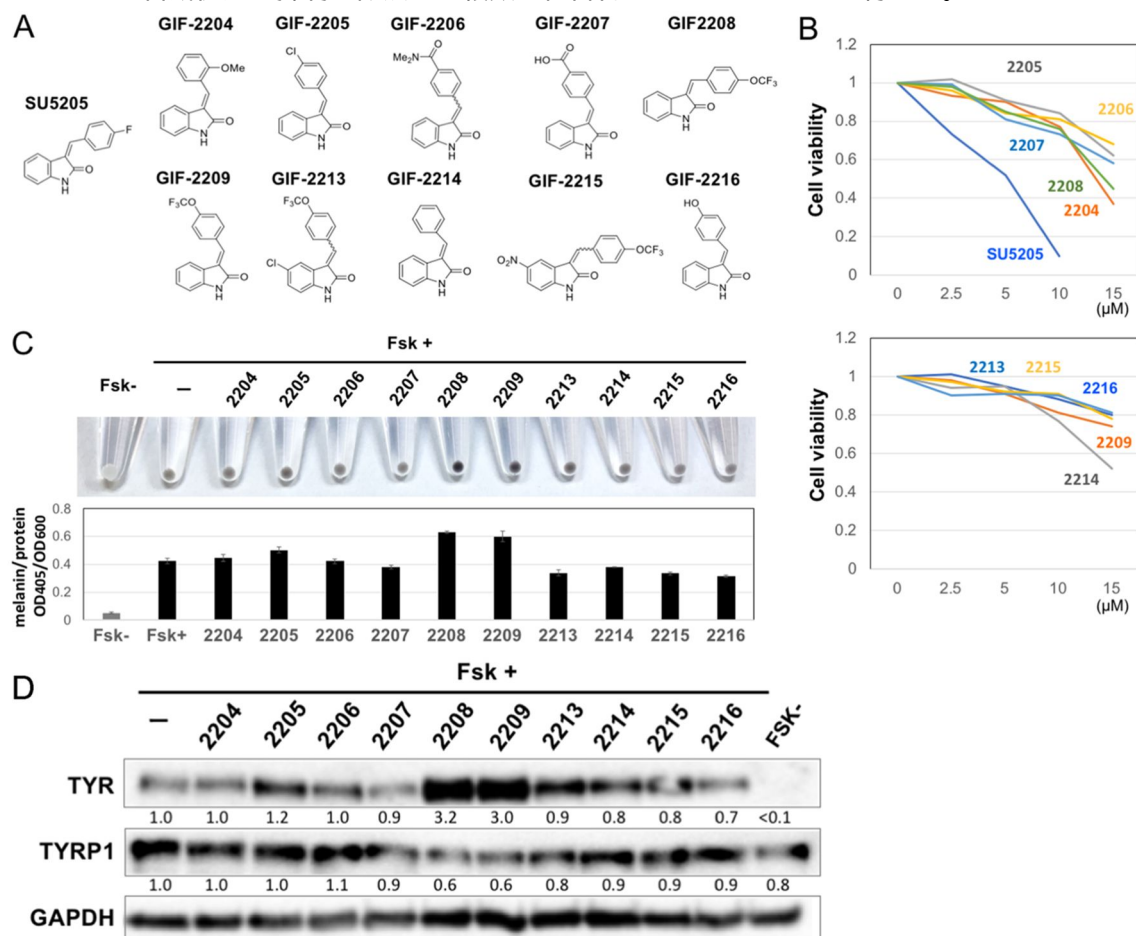 A
GIF-2204 GIF-2205 GIF-2206 GIF-2207 GIF2208
SU5205
OMe
Cl
Me2N O
HO O
OCF3
F
O
N
H
GIF-2209 GIF-2213 GIF-2214 GIF-2215 GIF-2216
F3CO
F3CO
Cl
O2N
OCF3
HO
B
Cell viability
1.2
1
0.8
0.6
0.4
0.2
0
2205
2206
2207
2208
2204
SU5205
0 2.5 5 10 15
(µM)
Cell viability
1.2
1
0.8
0.6
0.4
0.2
0
2213 2215
2216
2209
2214
0 2.5 5 10 15
(µM)
C
Fsk +
Fsk- — 2204 2205 2206 2207 2208 2209 2213 2214 2215 2216
melanin/protein
OD405/OD600
0.8
0.6
0.4
0.2
0
Fsk- Fsk+ 2204 2205 2206 2207 2208 2209 2213 2214 2215 2216
D
Fsk +
— 2204 2205 2206 2207 2208 2209 2213 2214 2215 2216 FSK-
TYR
1.0 1.0 1.2 1.0 0.9 3.2 3.0 0.9 0.8 0.8 0.7 <0.1
TYRP1
1.0 1.0 1.0 1.1 0.9 0.6 0.6 0.8 0.9 0.9 0.9 0.8
GAPDH